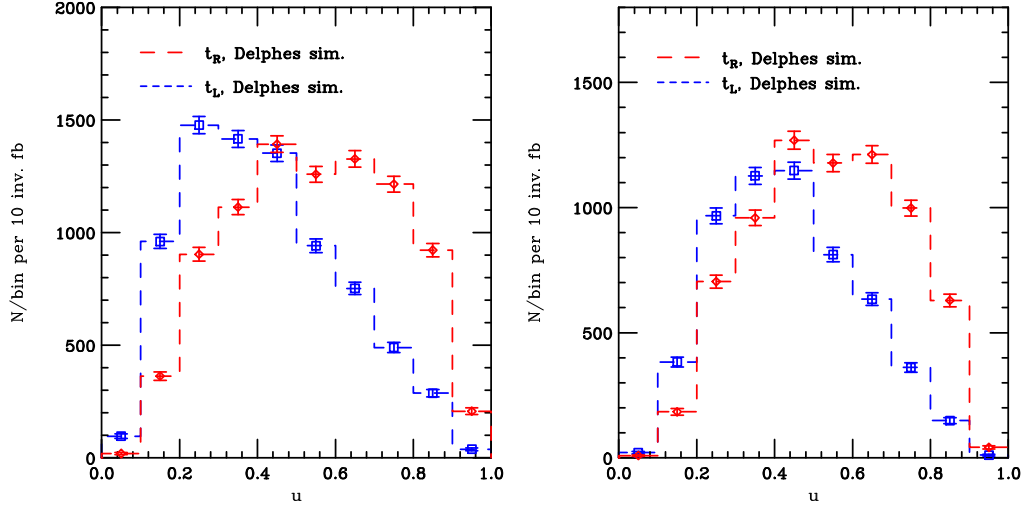 2000
1500
1000
500
0
0.0 0.2 0.4 0.6 0.8 1.0
u
N/bin per 10 inv. fb
t_R, Delphes sim.
t_L, Delphes sim.
1500
1000
500
0
0.0 0.2 0.4 0.6 0.8 1.0
u
N/bin per 10 inv. fb
t_R, Delphes sim.
t_L, Delphes sim.